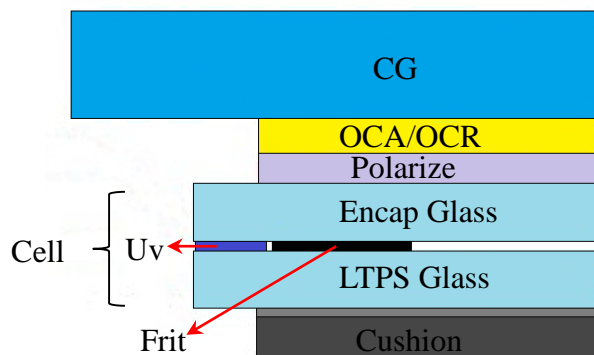 CG
OCA/OCR
Polarize
Encap Glass
Cell
Uv
LTPS Glass
Frit
Cushion